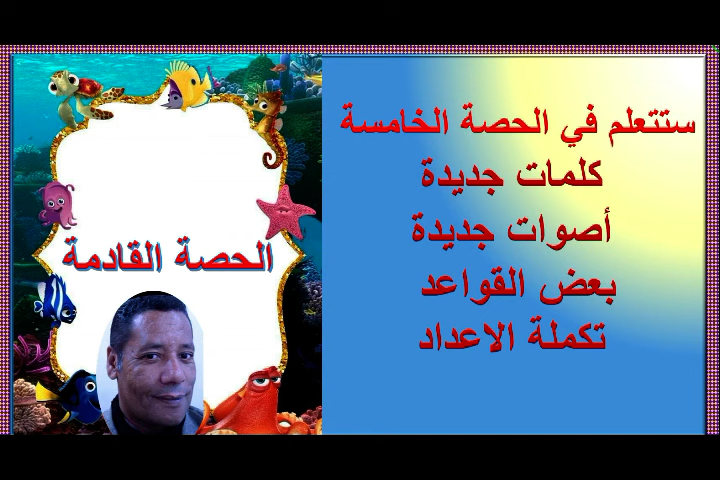 ستتعلم في الحصة الخامسة
كلمات جديدة
أصوات جديدة
بعض القواعد
تكملة الاعداد
الحصة القادمة